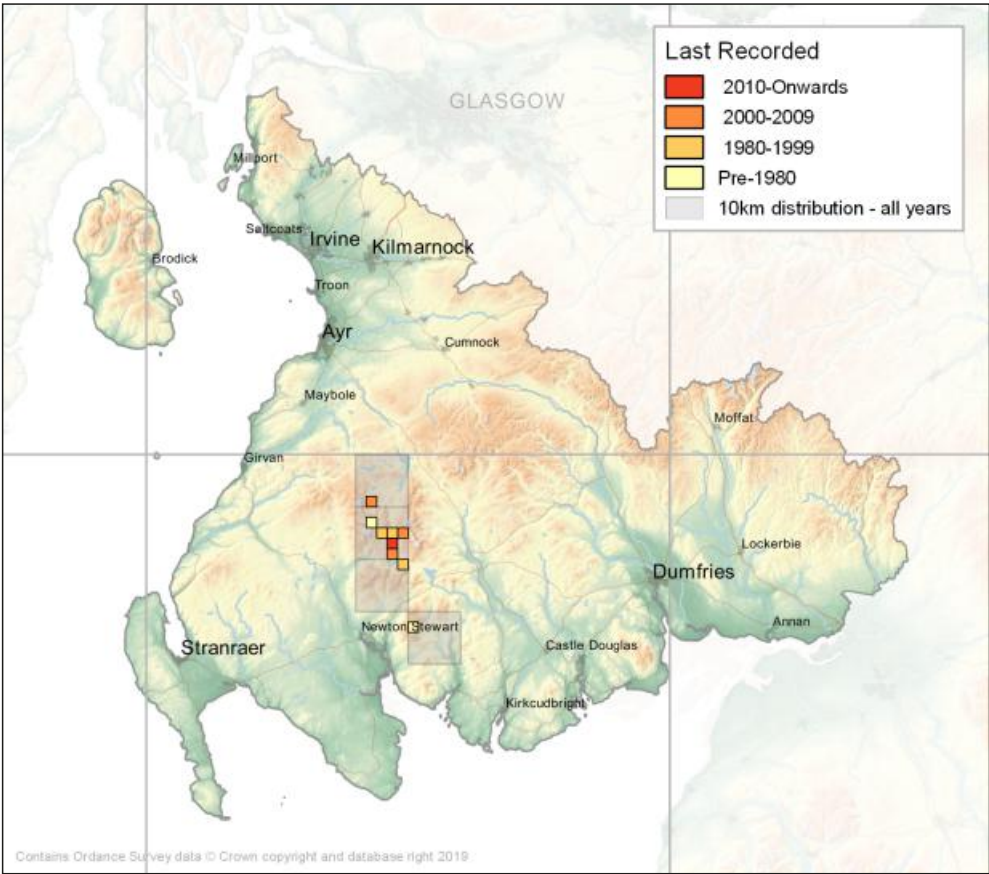 Last Recorded
2010-Onwards
2000-2009
1980-1999
Pre-1980
10km distribution - all years
GLASGOW
Millport
Saltcoats
Irvine
Kilmarnock
Brodick
Troon
Ayr
Cumnock
Maybole
Moffat
Girvan
Lockerbie
Dumfries
Annan
Newton Stewart
Castle Douglas
Stranraer
Kirkcudbright
Contains Ordance Survey data © Crown copyright and database right 2019